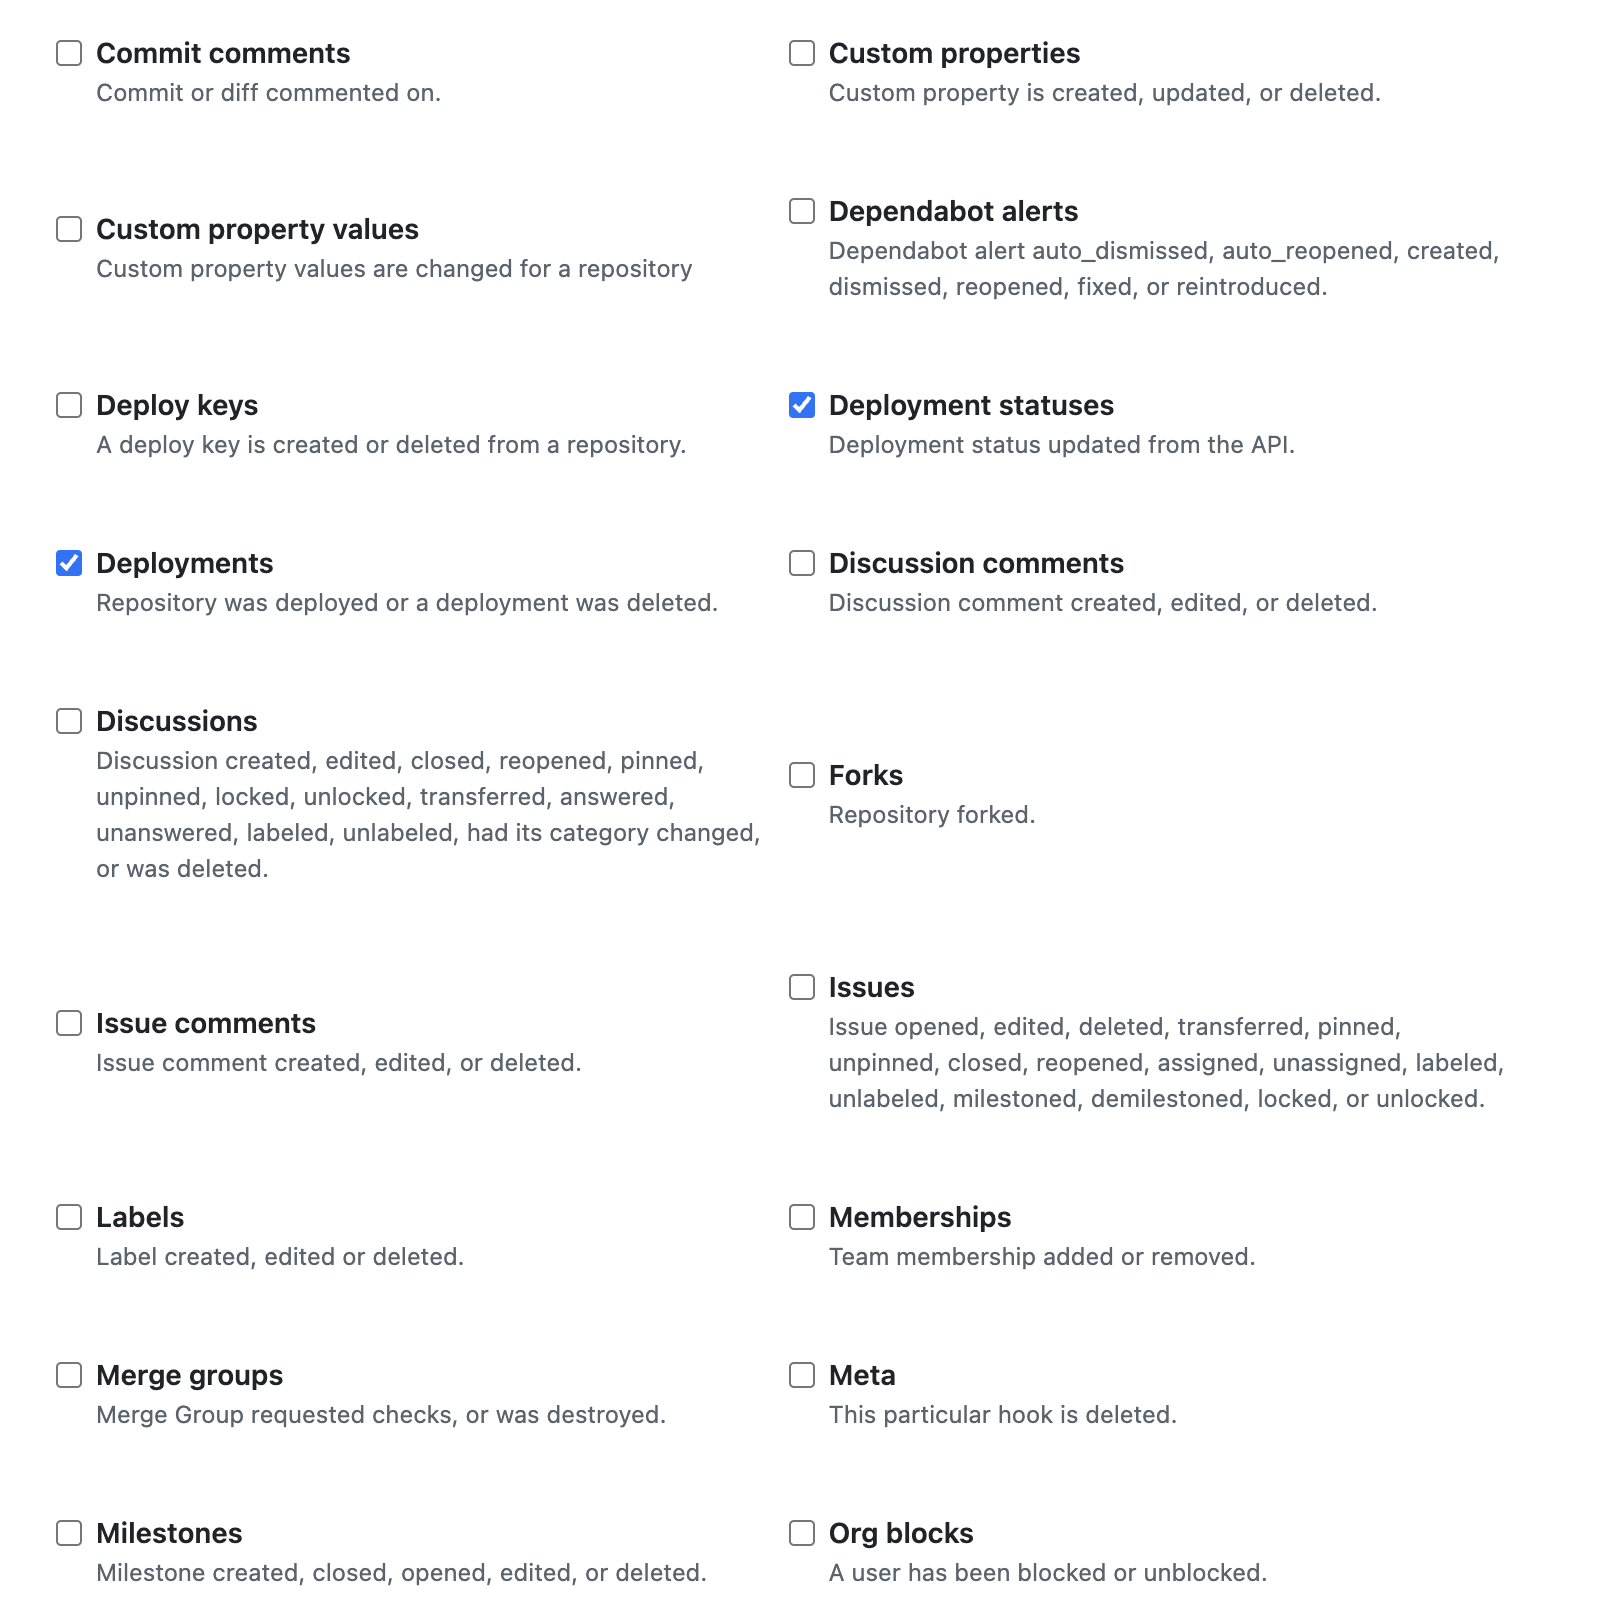 Commit comments
Commit or diff commented on.
Custom properties
Custom property is created, updated, or deleted.
Custom property values
Custom property values are changed for a repository
Dependabot alerts
Dependabot alert auto_dismissed, auto_reopened, created,
dismissed, reopened, fixed, or reintroduced.
Deploy keys
A deploy key is created or deleted from a repository.
Deployment statuses
Deployment status updated from the API.
Deployments
Repository was deployed or a deployment was deleted.
Discussion comments
Discussion comment created, edited, or deleted.
Discussions
Discussion created, edited, closed, reopened, pinned,
unpinned, locked, unlocked, transferred, answered,
unanswered, labeled, unlabeled, had its category changed,
or was deleted.
Forks
Repository forked.
Issue comments
Issue comment created, edited, or deleted.
Issues
Issue opened, edited, deleted, transferred, pinned,
unpinned, closed, reopened, assigned, unassigned, labeled,
unlabeled, milestoned, demilestoned, locked, or unlocked.
Labels
Label created, edited or deleted.
Memberships
Team membership added or removed.
Merge groups
Merge Group requested checks, or was destroyed.
Meta
This particular hook is deleted.
Milestones
Milestone created, closed, opened, edited, or deleted.
Org blocks
A user has been blocked or unblocked.